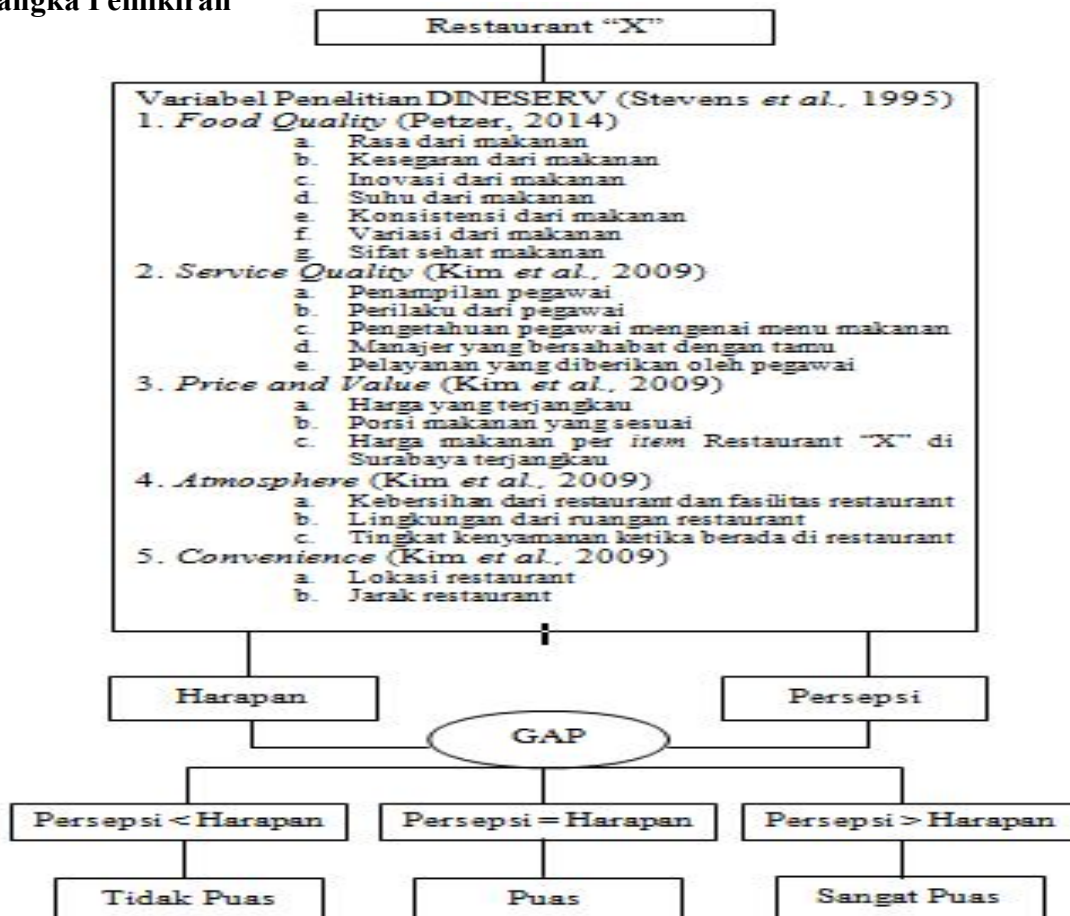 Pemikiran
Restaurant “X”
Variabel Penelitian DINESERV (Stevens et al., 1995)
1. Food Quality (Petzer, 2014)
a. Rasa dari makanan
b. Kesegaran dari makanan
c. Inovasi dari makanan
d. Suhu dari makanan
e. Konsistensi dari makanan
f. Variasi dari makanan
g. Sifat sehat makanan
2. Service Quality (Kim et al., 2009)
a. Penampilan pegawai
b. Perilaku dari pegawai
c. Pengetahuan pegawai mengenai menu makanan
d. Manajer yang bersahabat dengan tamu
e. Pelayanan yang diberikan oleh pegawai
3. Price and Value (Kim et al., 2009)
a. Harga yang terjangkau
b. Porsi makanan yang sesuai
c. Harga makanan per item Restaurant “X” di
Surabaya terjangkau
4. Atmosphere (Kim et al., 2009)
a. Kebersihan dari restaurant dan fasilitas restaurant
b. Lingkungan dari ruangan restaurant
c. Tingkat kenyamanan ketika berada di restaurant
5. Convenience (Kim et al., 2009)
a. Lokasi restaurant
b. Jarak restaurant
Harapan
Persepsi
GAP
Persepsi < Harapan
Persepsi = Harapan
Persepsi > Harapan
Tidak Puas
Puas
Sangat Puas